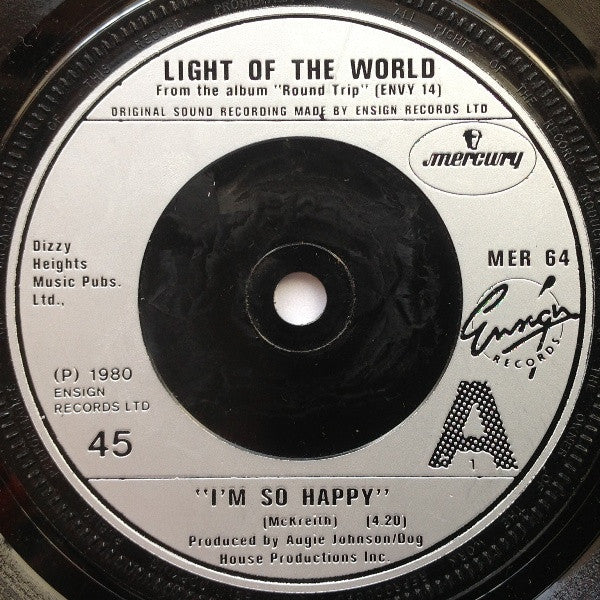 LIGHT OF THE WORLD
From the album "Round Trip" (ENVY 14)
ORIGINAL SOUND RECORDING MADE BY ENSIGN RECORDS LTD
mercury
Dizzy
Heights
Music Pubs.
Ltd.,
MER 64
Ensign
RECORDS
(P) 1980
ENSIGN
RECORDS LTD
45
A
1
"I'M SO HAPPY"
(McKreith) (4.20)
Produced by Augie Johnson/Dog
House Productions Inc.